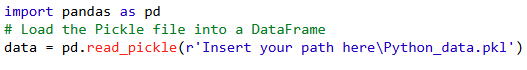 import pandas as pd
# Load the Pickle file into a DataFrame
data = pd.read_pickle(r'Insert your path here\Python_data.pkl')